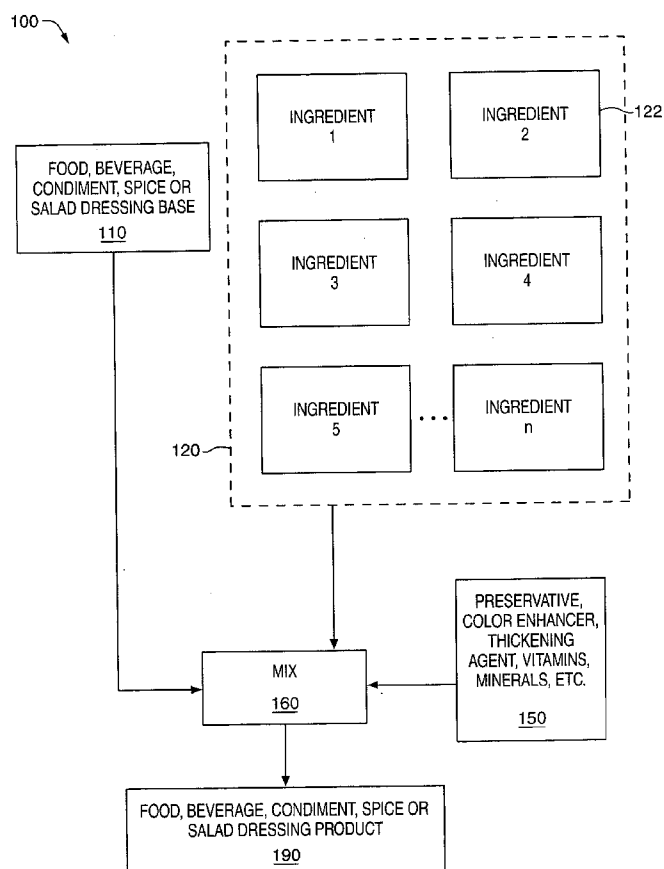 100
INGREDIENT
1
INGREDIENT
2
122
FOOD, BEVERAGE,
CONDIMENT, SPICE OR
SALAD DRESSING BASE
110
INGREDIENT
3
INGREDIENT
4
INGREDIENT
5
...
INGREDIENT
n
120
PRESERVATIVE,
COLOR ENHANCER,
THICKENING
AGENT, VITAMINS,
MINERALS, ETC.
150
MIX
160
FOOD, BEVERAGE, CONDIMENT, SPICE OR
SALAD DRESSING PRODUCT
190